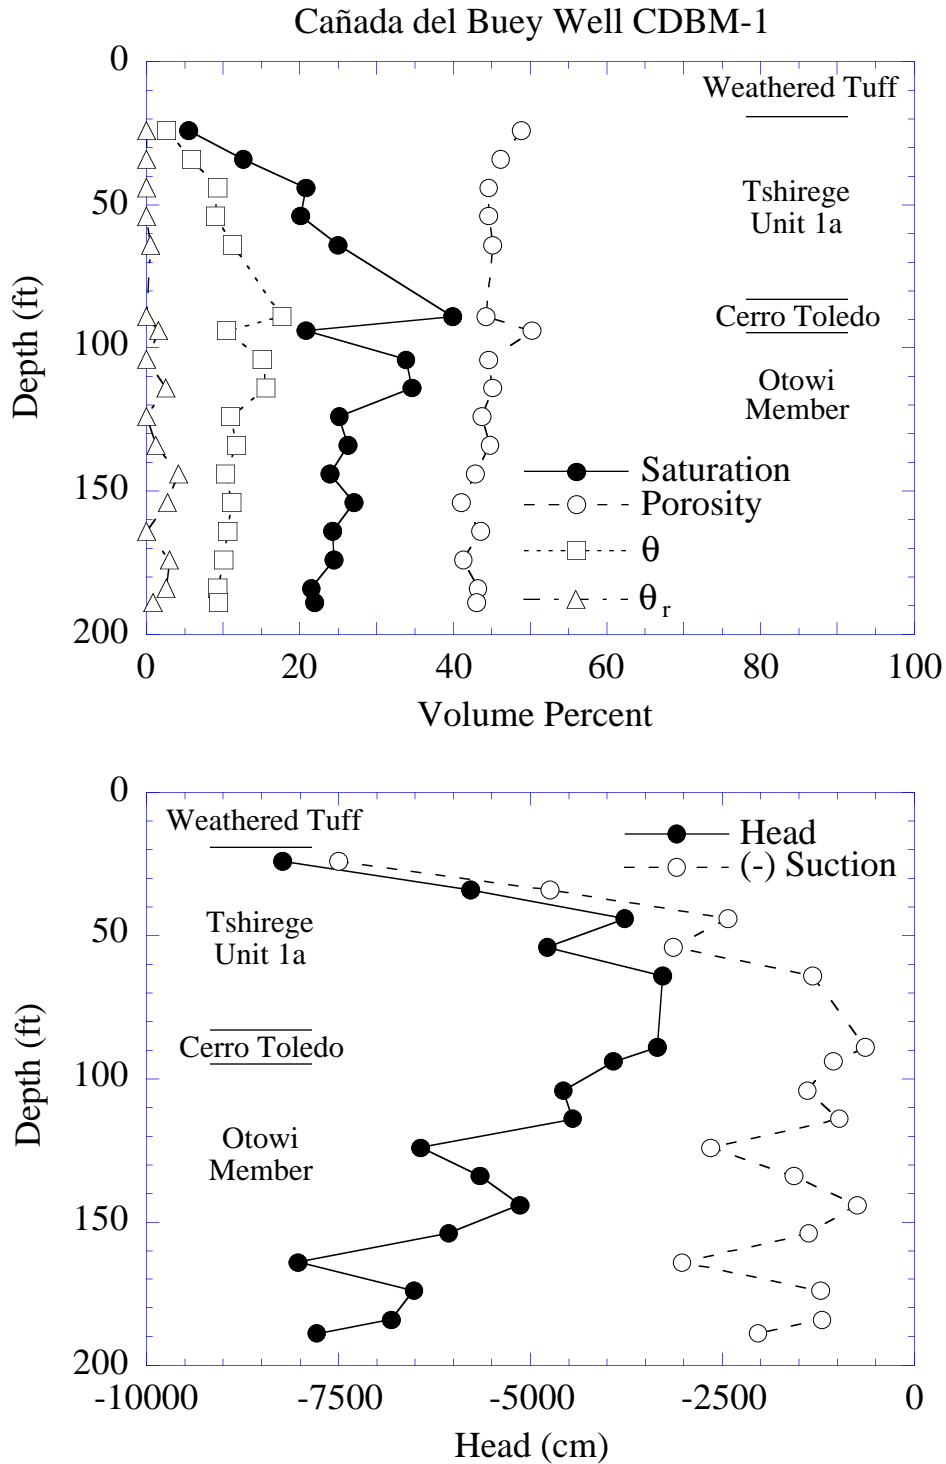 Cañada del Buey Well CDBM-1
0
Weathered Tuff
Tshirege
Unit 1a
50
Cerro Toledo
100
Otowi
Member
Depth (ft)
Saturation
Porosity
150
θ
θr
200
0 20 40 60 80 100
Volume Percent
0
Weathered Tuff
Head
(-) Suction
Tshirege
Unit 1a
50
Cerro Toledo
100
Depth (ft)
Otowi
Member
150
200
-10000 -7500 -5000 -2500 0
Head (cm)